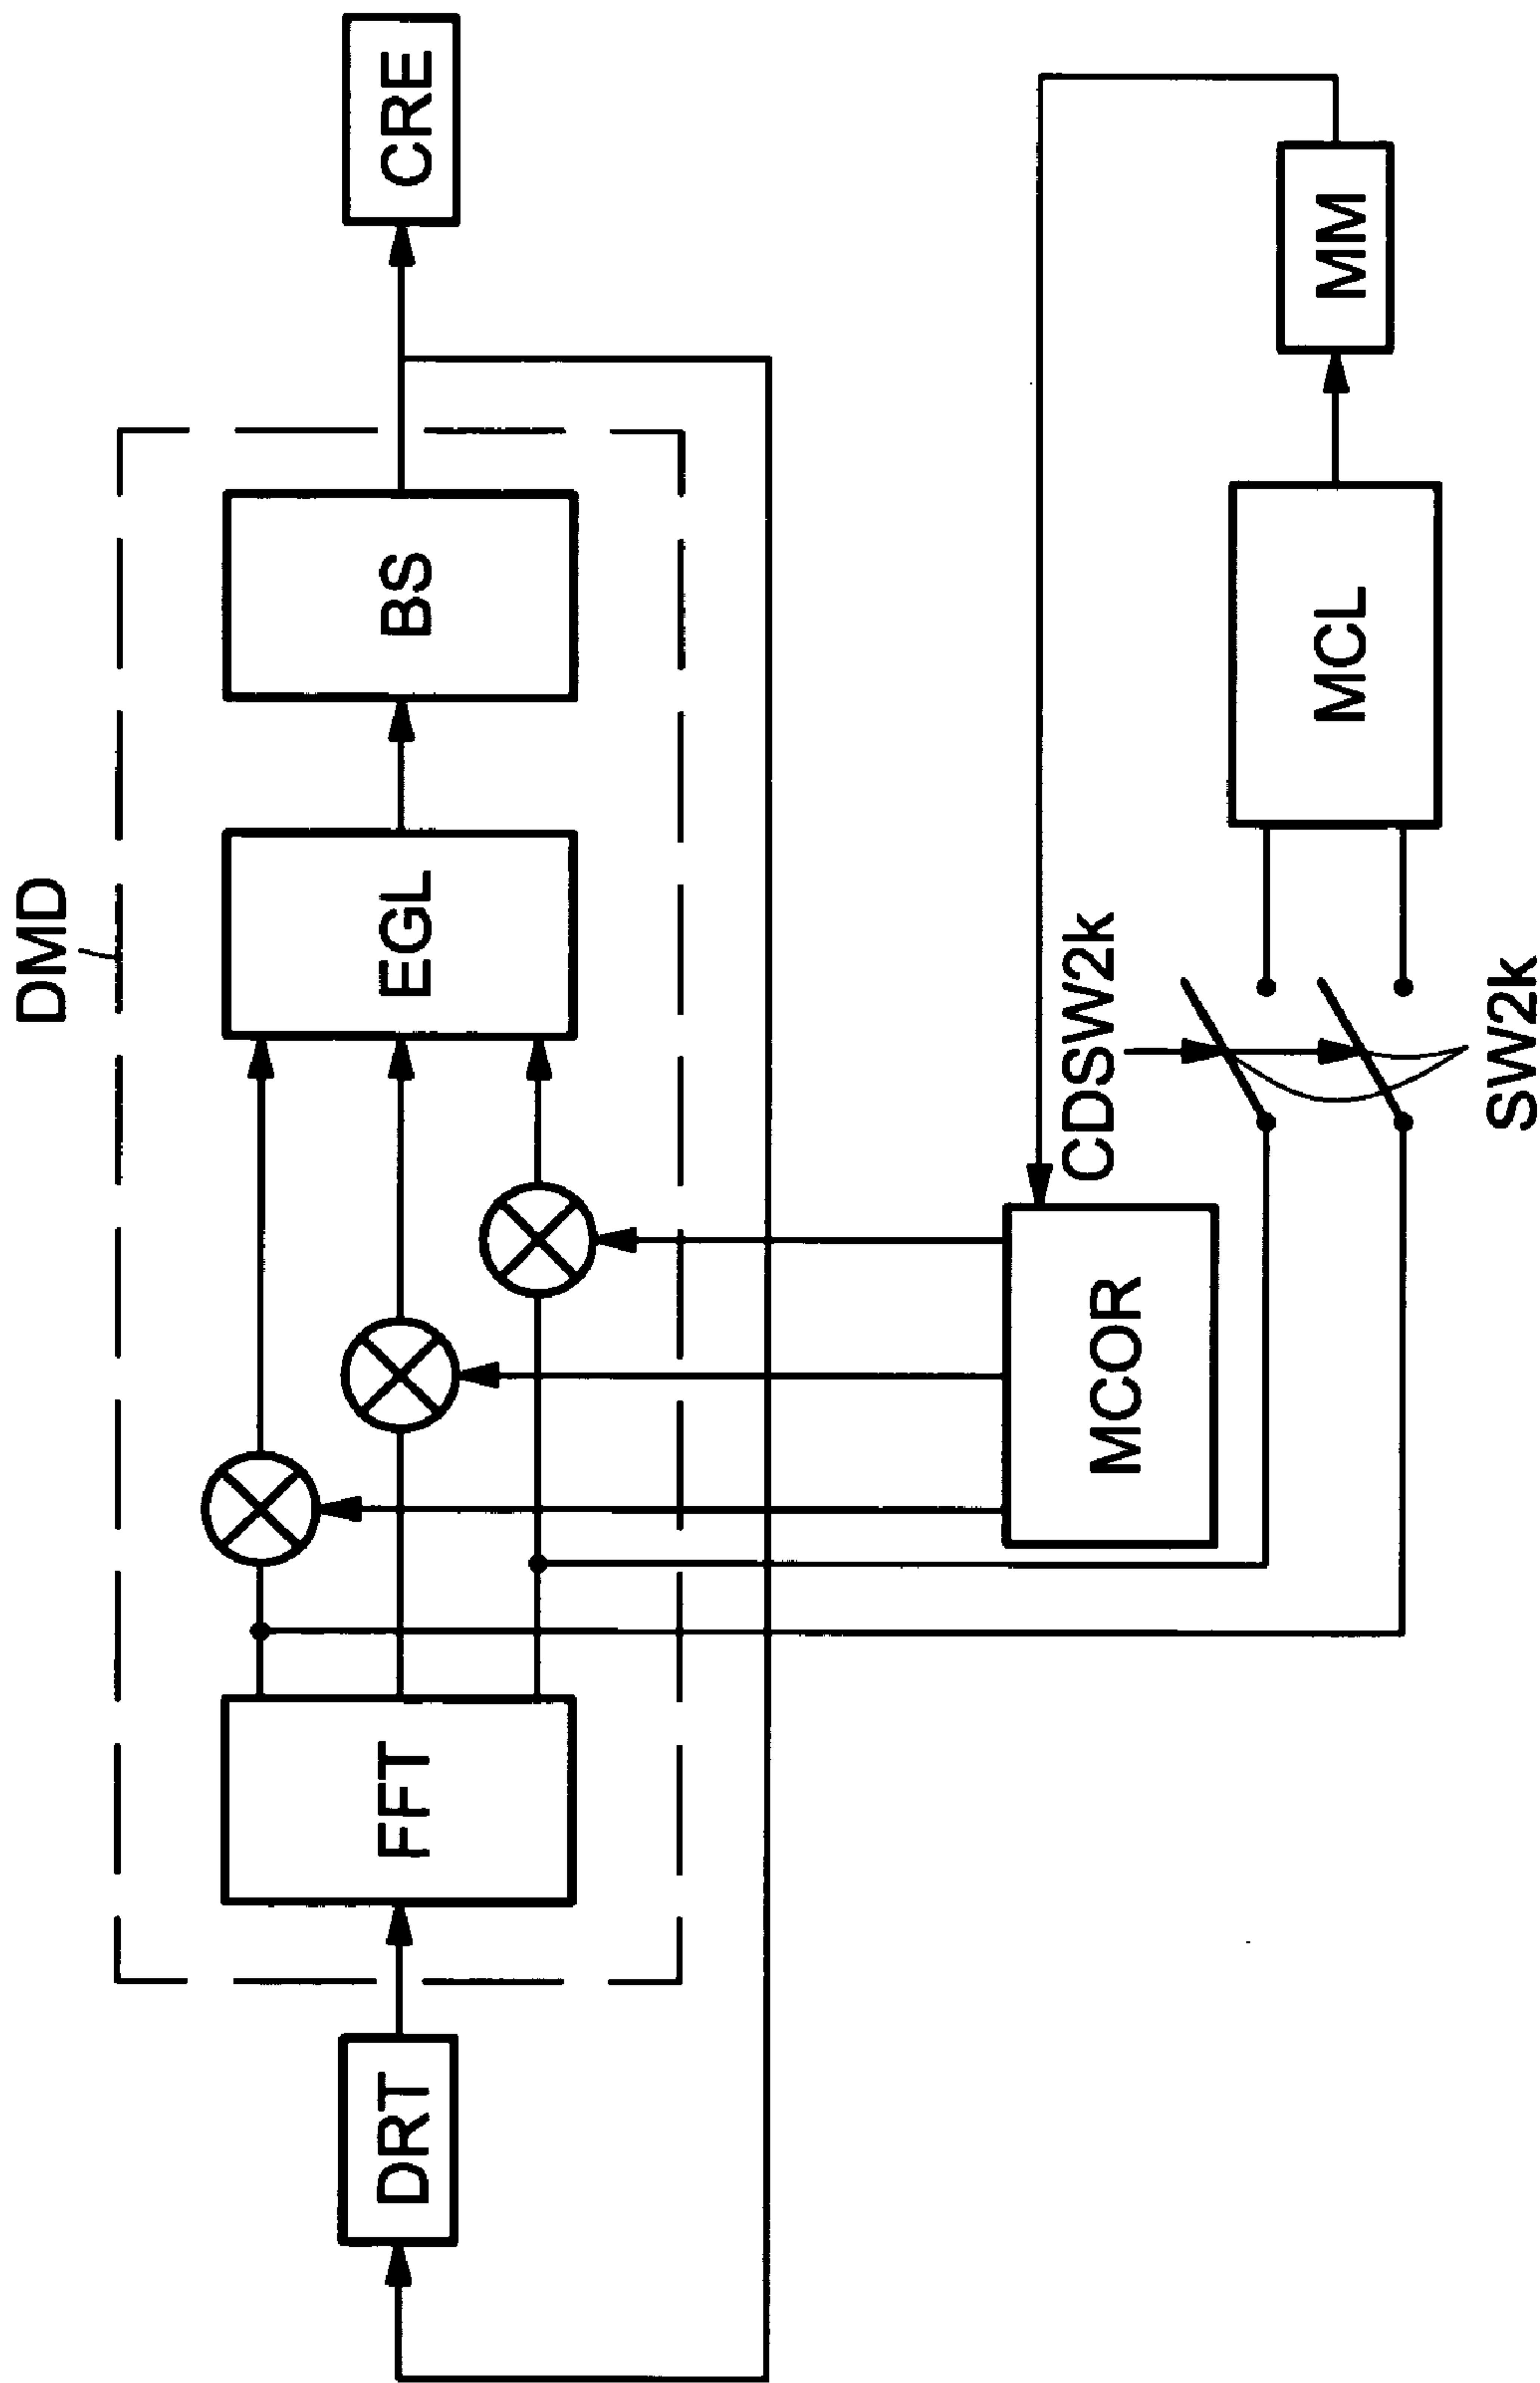 DMD
DRT
FFT
EGL
BS
CRE
MCOR
CDSW2k
SW2k
MCL
MM